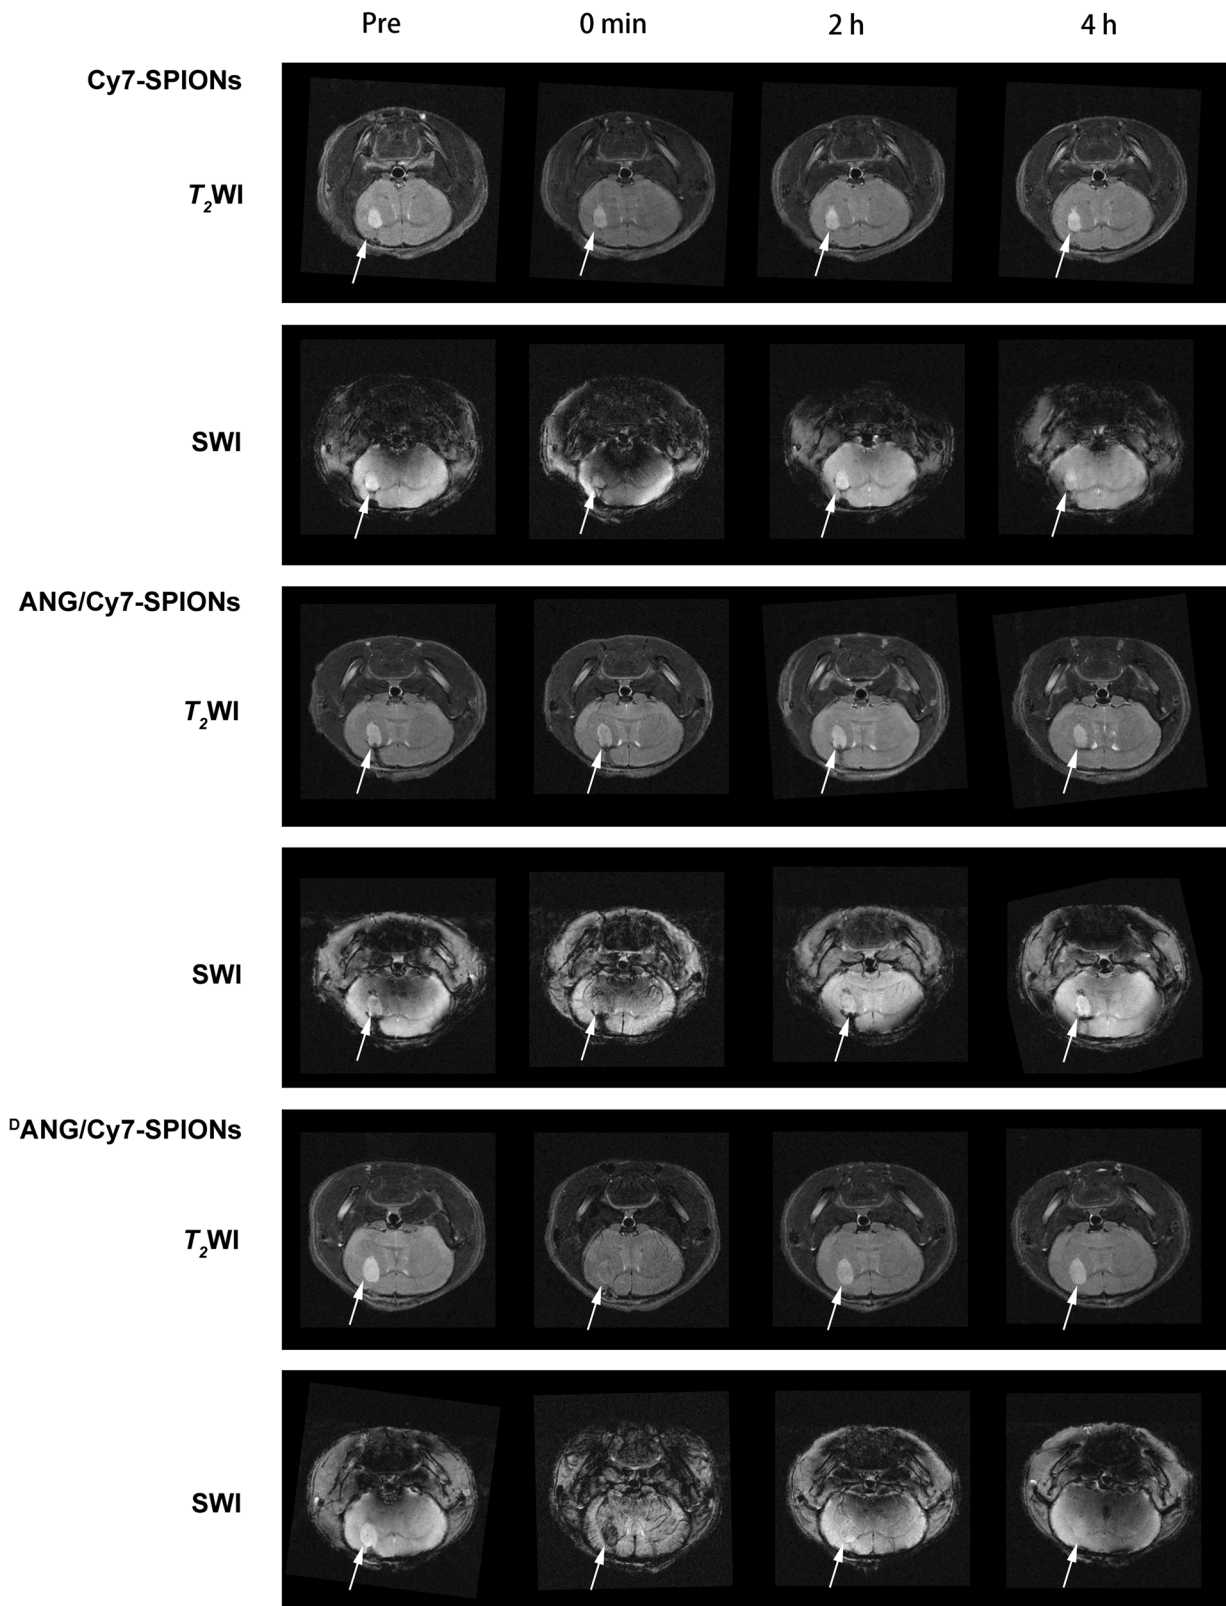 Pre 0 min 2 h 4 h
Cy7-SPIONs
T2WI
SWI
ANG/Cy7-SPIONs
T2WI
SWI
DANG/Cy7-SPIONs
T2WI
SWI